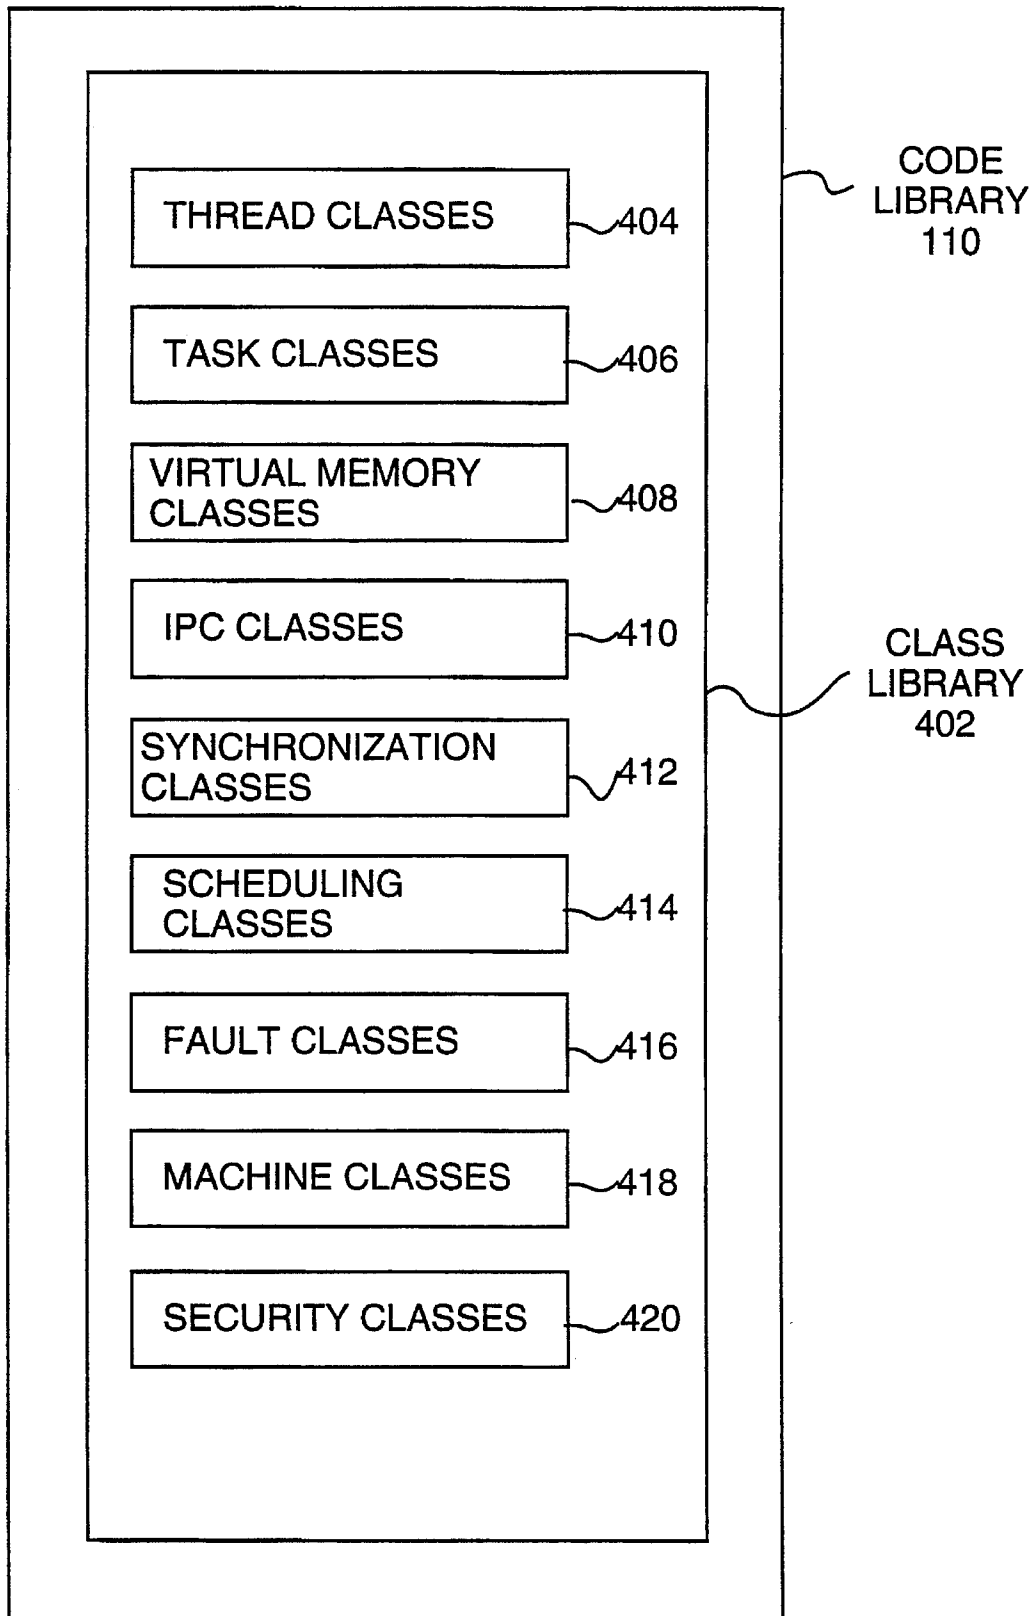 THREAD CLASSES
404
CODE
LIBRARY
110
TASK CLASSES
406
VIRTUAL MEMORY
CLASSES
408
IPC CLASSES
410
CLASS
LIBRARY
402
SYNCHRONIZATION
CLASSES
412
SCHEDULING
CLASSES
414
FAULT CLASSES
416
MACHINE CLASSES
418
SECURITY CLASSES
420